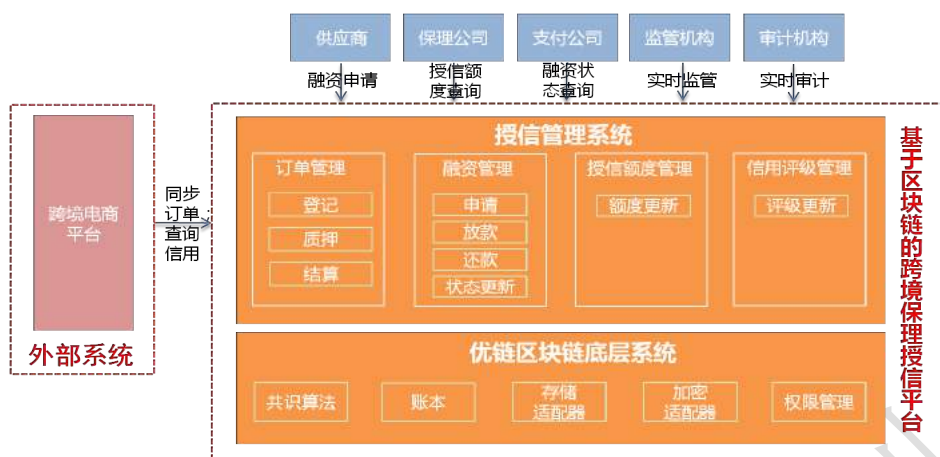 供应商
保理公司
支付公司
监管机构
审计机构
融资申请
授信额
度查询
融资状
态查询
实时监管
实时审计
跨境电商
平台
外部系统
同步
订单
查询
信用
授信管理系统
订单管理
登记
质押
结算
融资管理
申请
放款
还款
状态更新
授信额度管理
额度更新
信用评级管理
评级更新
优链区块链底层系统
共识算法
账本
存储
适配器
加密
适配器
权限管理
基于区块链的跨境保理授信平台